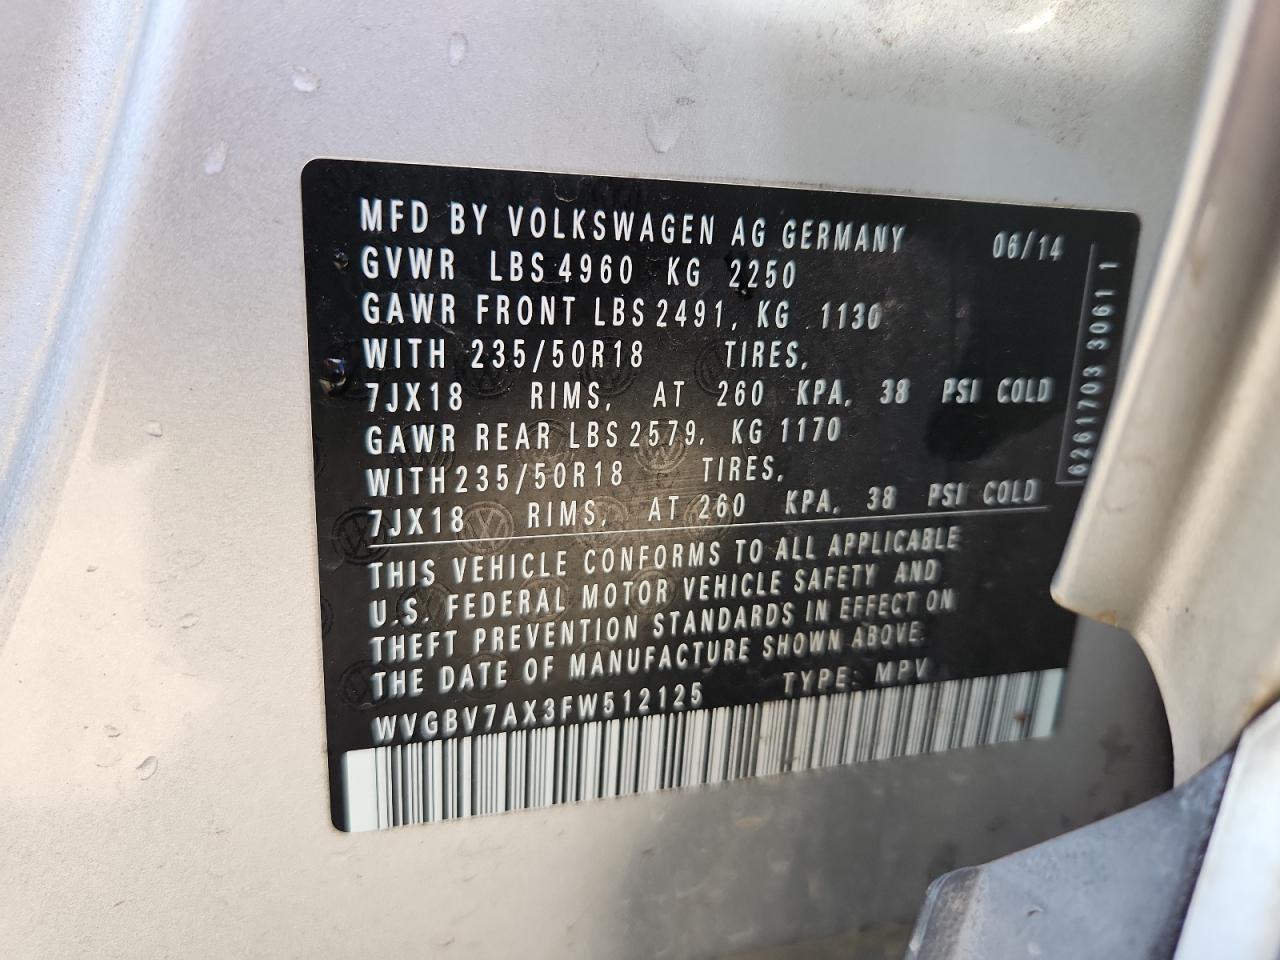 MFD BY VOLKSWAGEN AG GERMANY 06/14
GVWR LBS 4960 KG 2250
GAWR FRONT LBS 2491, KG 1130
WITH 235/50R18 TIRES,
7JX18 RIMS, AT 260 KPA, 38 PSI COLD
GAWR REAR LBS 2579, KG 1170
WITH 235/50R18 TIRES,
7JX18 RIMS, AT 260 KPA, 38 PSI COLD
THIS VEHICLE CONFORMS TO ALL APPLICABLE
U.S. FEDERAL MOTOR VEHICLE SAFETY AND
THEFT PREVENTION STANDARDS IN EFFECT ON
THE DATE OF MANUFACTURE SHOWN ABOVE.
WVGBV7AX3FW512125 TYPE: MPV
6261703 3061 1